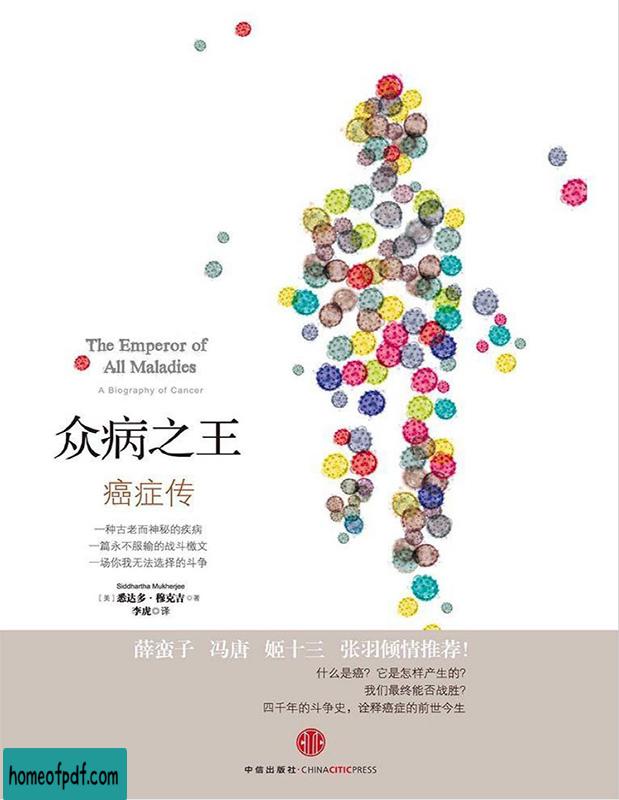 The Emperor of
All Maladies
A Biography of Cancer
众病之王
癌症传
一种古老而神秘的疾病
一篇永不服输的战斗檄文
一场你我无法选择的斗争
Siddhartha Mukherjee
[美] 悉达多·穆克吉◎著
李虎◎译
薛蛮子 冯唐 姬十三 张羽倾情推荐!
什么是癌?它是怎样产生的?
我们最终能否战胜?
四千年的斗争史,诠释癌症的前世今生
中信出版社·CHINACITICPRESS
homeofpdf.com